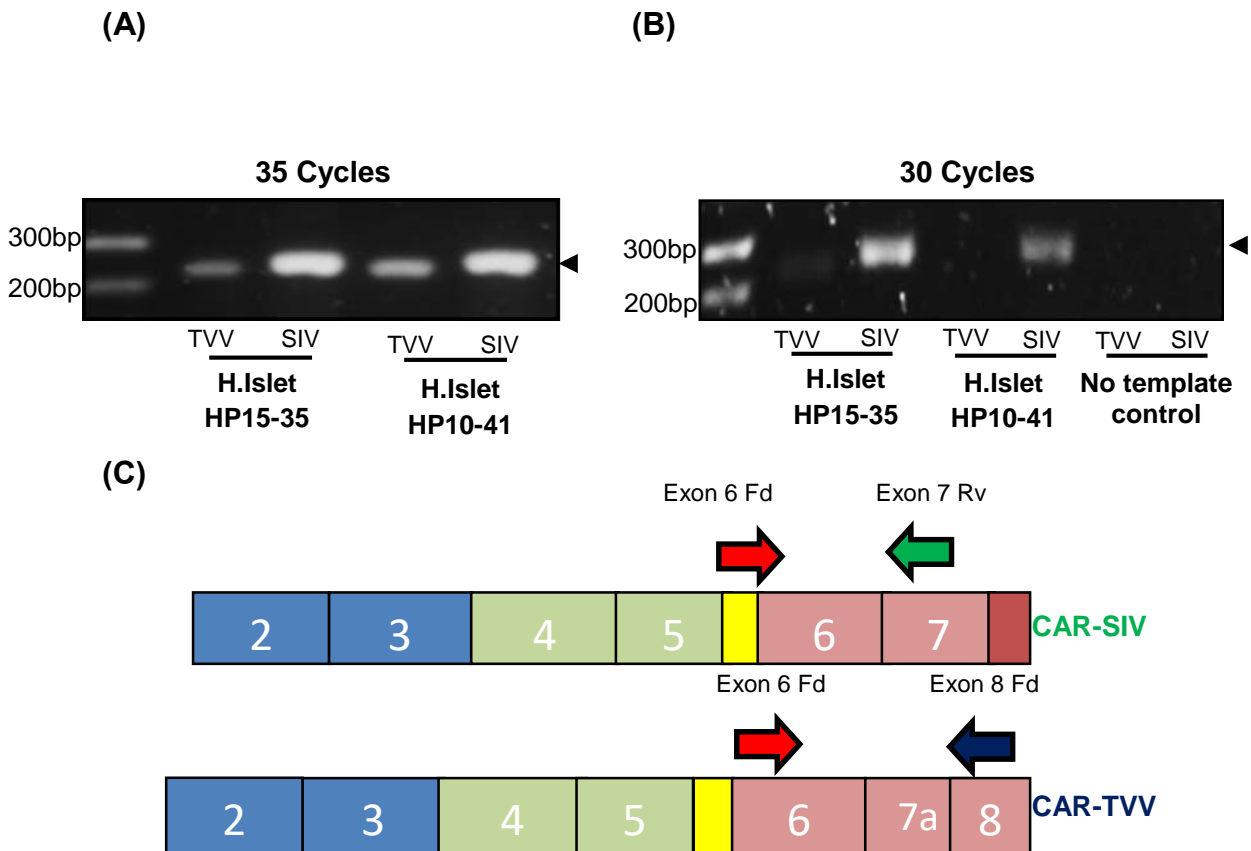 (A)
(B)
35 Cycles
300bp
200bp
TVV SIV TVV SIV
H.Islet
HP15-35
H.Islet
HP10-41
30 Cycles
300bp
200bp
TVV SIV TVV SIV TVV SIV
H.Islet
HP15-35
H.Islet
HP10-41
No template
control
(C)
Exon 6 Fd Exon 7 Rv
2 3 4 5 6 7 CAR-SIV
Exon 6 Fd Exon 8 Fd
2 3 4 5 6 7a 8 CAR-TVV